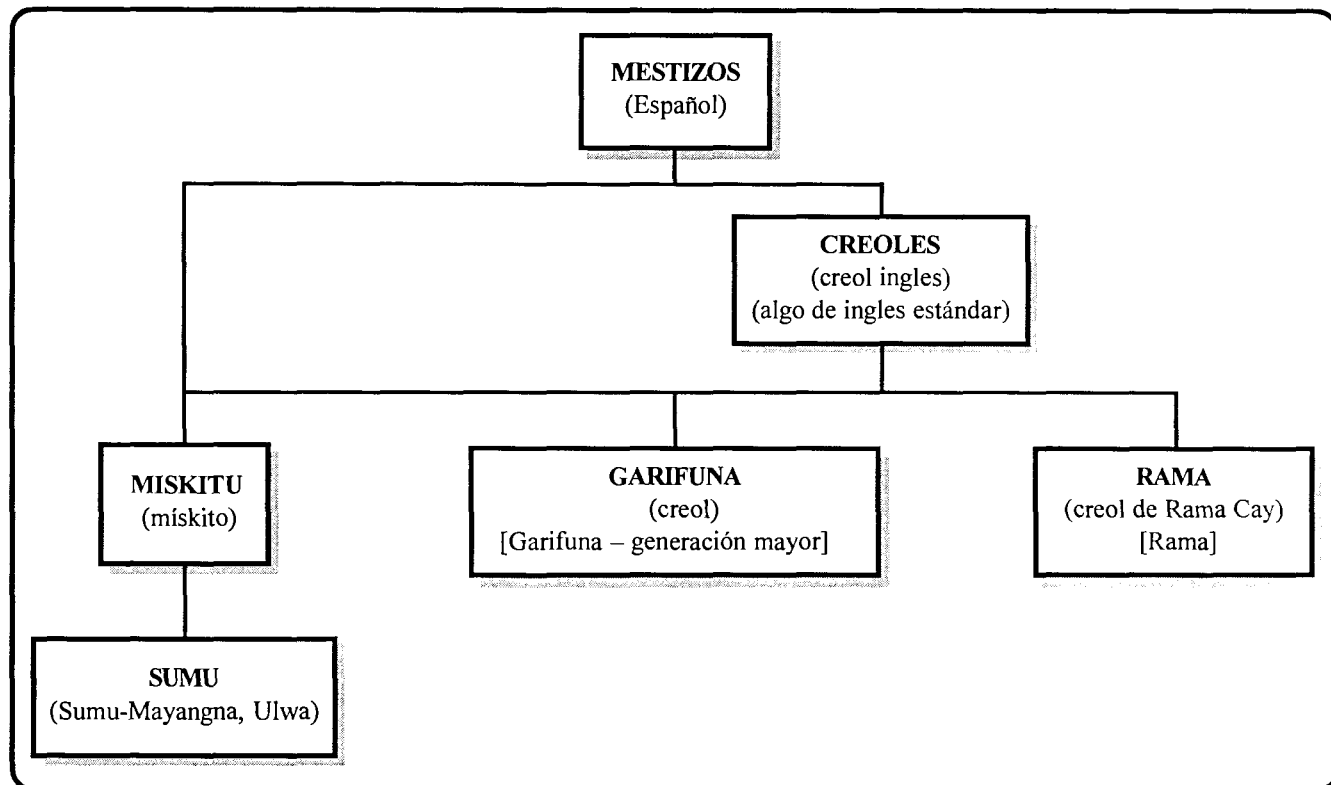 MESTIZOS
(Español)
CREOLES
(creol ingles)
(algo de ingles estándar)
MISKITU
(mískito)
GARIFUNA
(creol)
[Garifuna – generación mayor]
RAMA
(creol de Rama Cay)
[Rama]
SUMU
(Sumu-Mayangna, Ulwa)